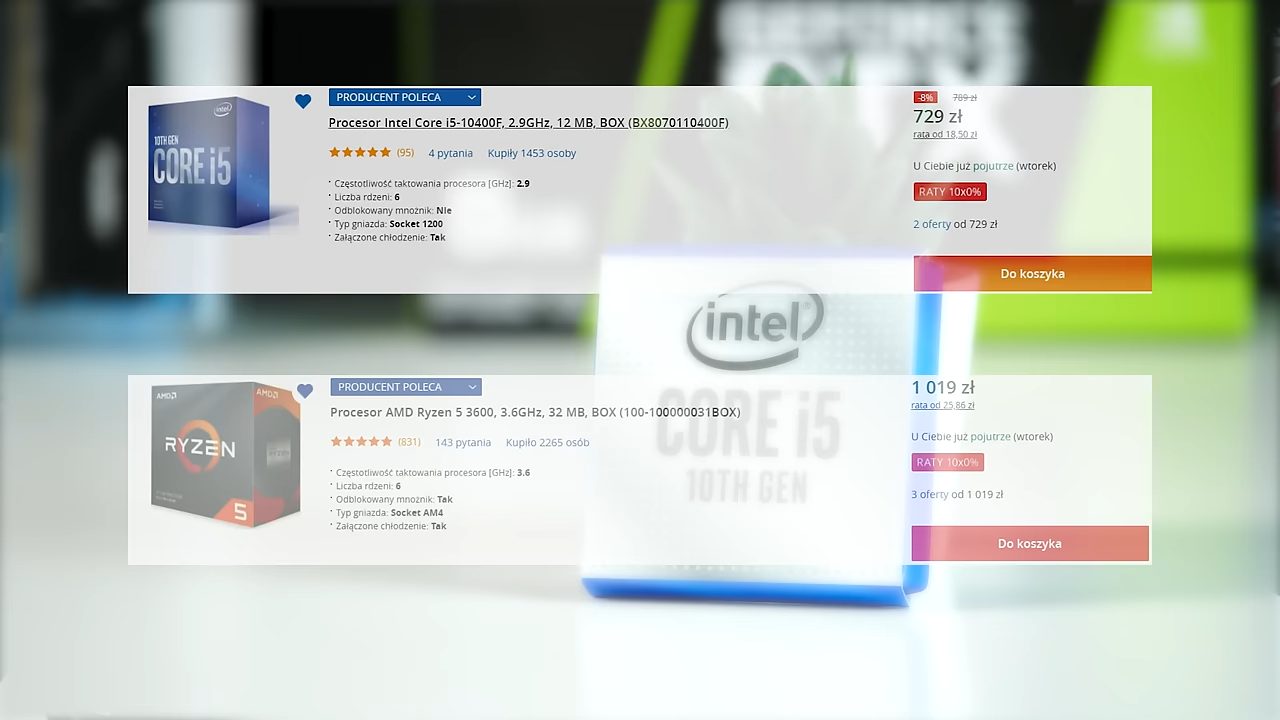 GEFORCE
PRODUCENT POLECA
Procesor Intel Core i5-10400F, 2.9GHz, 12 MB, BOX (BX8070110400F)
(95) 4 pytania Kupiły 1453 osoby
Częstotliwość taktowania procesora [GHz]: 2.9
Liczba rdzeni: 6
Odblokowany mnożnik: Nie
Typ gniazda: Socket 1200
Załączone chłodzenie: Tak
intel
10TH GEN
CORE i5
-8% 789 zł
729 zł
rata od 18,50 zł
U Ciebie już pojutrze (wtorek)
RATY 10x0%
2 oferty od 729 zł
Do koszyka
intel
CORE i5
10TH GEN
AMD
AMD
RYZEN
5
PRODUCENT POLECA
Procesor AMD Ryzen 5 3600, 3.6GHz, 32 MB, BOX (100-100000031BOX)
(831) 143 pytania Kupiło 2265 osób
Częstotliwość taktowania procesora [GHz]: 3.6
Liczba rdzeni: 6
Odblokowany mnożnik: Tak
Typ gniazda: Socket AM4
Załączone chłodzenie: Tak
1 019 zł
rata od 25,86 zł
U Ciebie już pojutrze (wtorek)
RATY 10x0%
3 oferty od 1 019 zł
Do koszyka